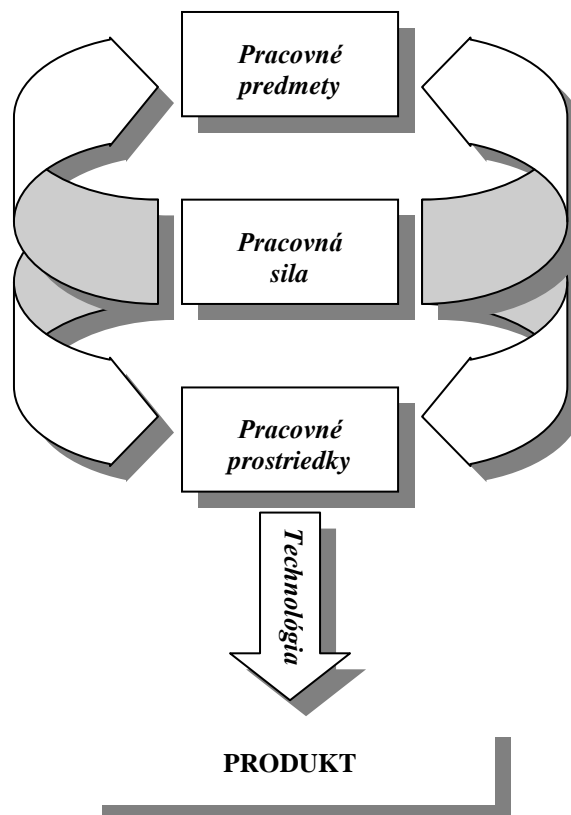 Pracovné
predmety
Pracovná
sila
Pracovné
prostriedky
Technológia
PRODUKT